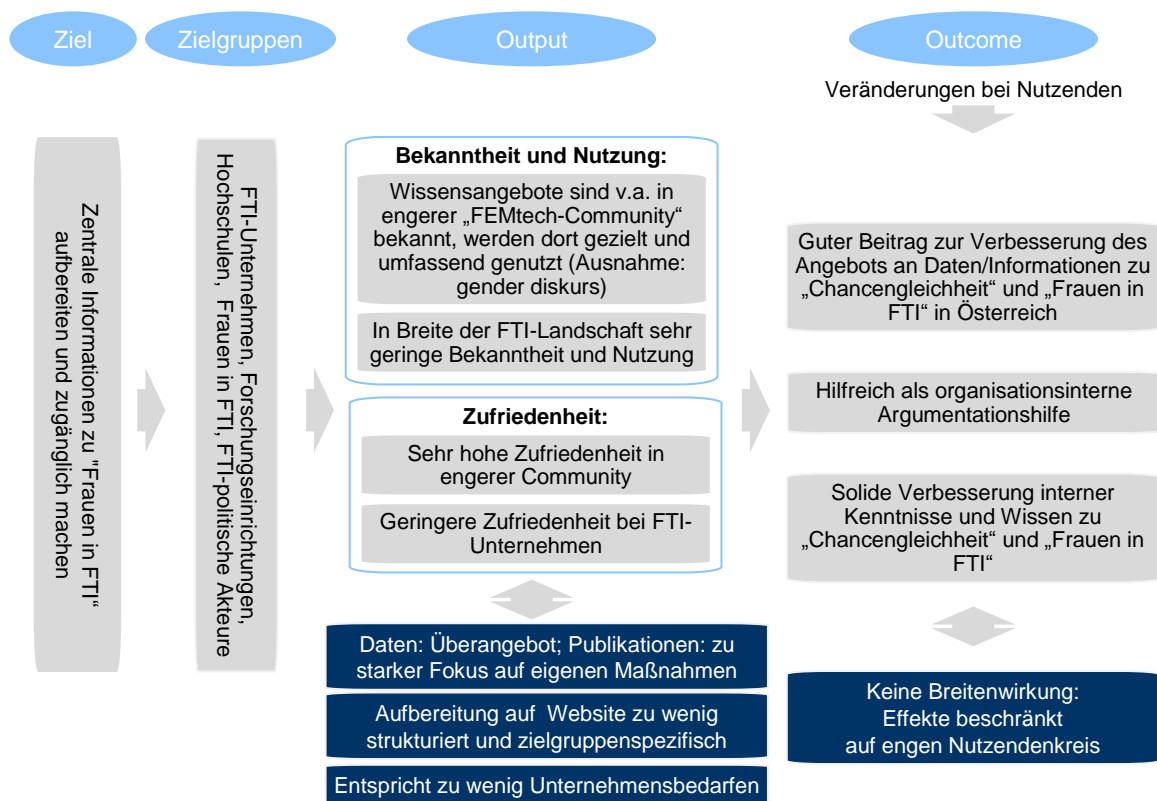 Ziel
Zielgruppen
Output
Outcome
Zentrale Informationen zu "Frauen in FTI“
aufbereiten und zugänglich machen
FTI-Unternehmen, Forschungseinrichtungen,
Hochschulen, Frauen in FTI, FTI-politische Akteure
Bekanntheit und Nutzung:
Wissensangebote sind v.a. in
engerer „FEMtech-Community“
bekannt, werden dort gezielt und
umfassend genutzt (Ausnahme:
gender diskurs)
In Breite der FTI-Landschaft sehr
geringe Bekanntheit und Nutzung
Zufriedenheit:
Sehr hohe Zufriedenheit in
engerer Community
Geringere Zufriedenheit bei FTI-
Unternehmen
Daten: Überangebot; Publikationen: zu
starker Fokus auf eigenen Maßnahmen
Aufbereitung auf Website zu wenig
strukturiert und zielgruppenspezifisch
Entspricht zu wenig Unternehmensbedarfen
Veränderungen bei Nutzenden
Guter Beitrag zur Verbesserung des
Angebots an Daten/Informationen zu
„Chancengleichheit“ und „Frauen in
FTI“ in Österreich
Hilfreich als organisationsinterne
Argumentationshilfe
Solide Verbesserung interner
Kenntnisse und Wissen zu
„Chancengleichheit“ und „Frauen in
FTI“
Keine Breitenwirkung:
Effekte beschränkt
auf engen Nutzendenkreis